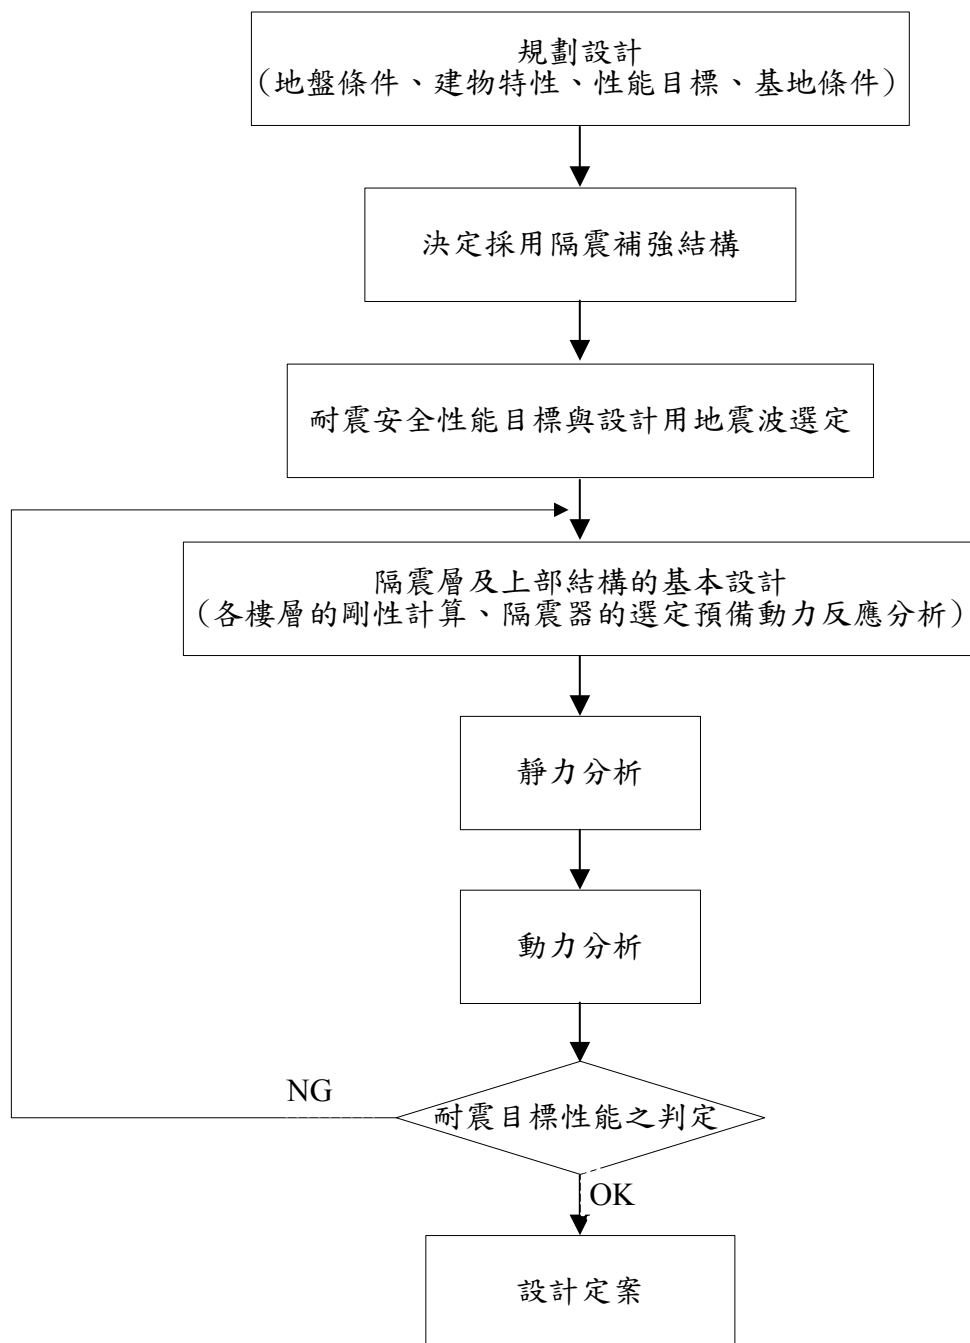 規劃設計
（地盤條件、建物特性、性能目標、基地條件）
決定採用隔震補強結構
耐震安全性能目標與設計用地震波選定
隔震層及上部結構的基本設計
（各樓層的剛性計算、隔震器的選定預備動力反應分析）
靜力分析
動力分析
NG
耐震目標性能之判定
OK
設計定案